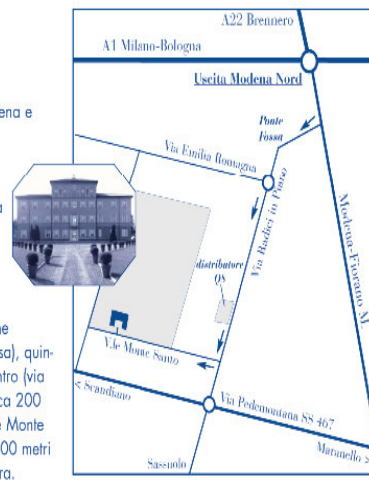 A22 Brennero
A1 Milano-Bologna
Uscita Modena Nord
ena e
Ponte
Fossa
Via Emilia Romagna
a
Via Radici in Piano
Modena-Fiorano M
distributore
Q8
ne
sa), quin-
ntro (via
ca 200
e Monte
00 metri
ra.
V.le Monte Santo
< Scandiano
Via Pedemontana SS 467
Maranello >
Sassuolo